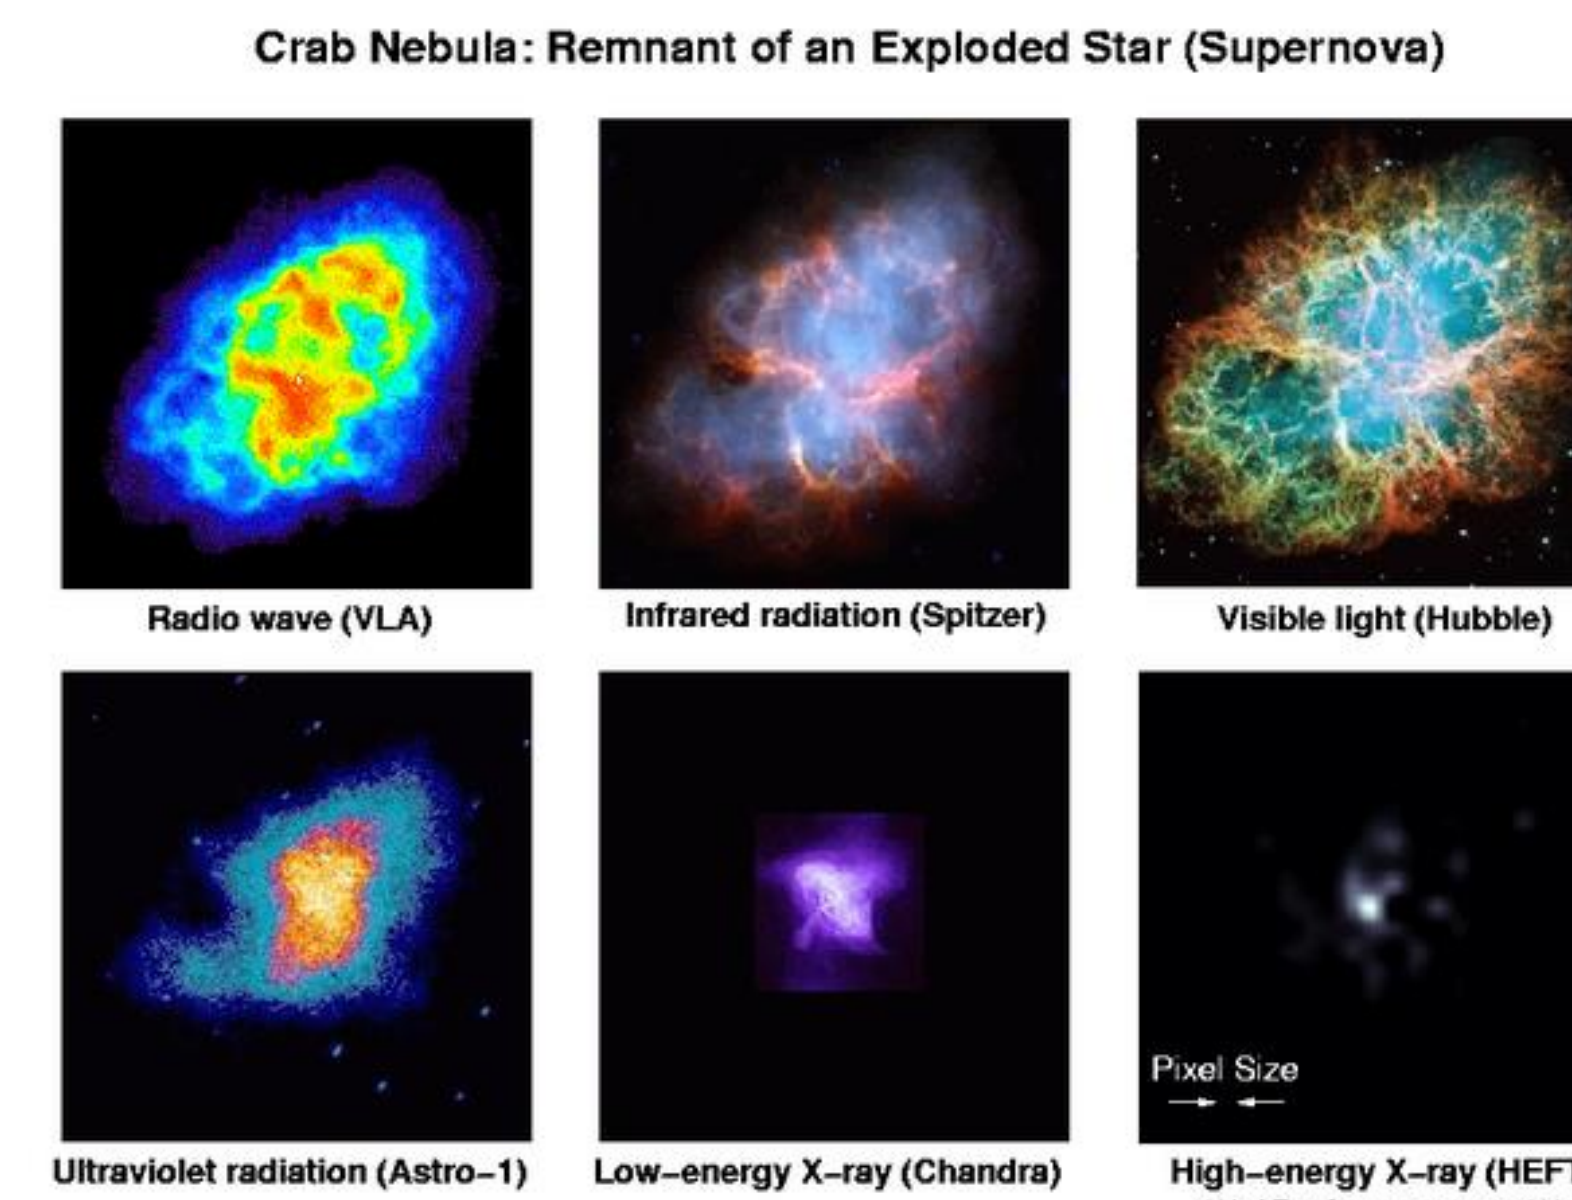 Crab Nebula: Remnant of an Exploded Star (Supernova)
Radio wave (VLA)
Infrared radiation (Spitzer)
Visible light (Hubble)
Pixel Size
Ultraviolet radiation (Astro-1)
Low-energy X-ray (Chandra)
High-energy X-ray (HEFT